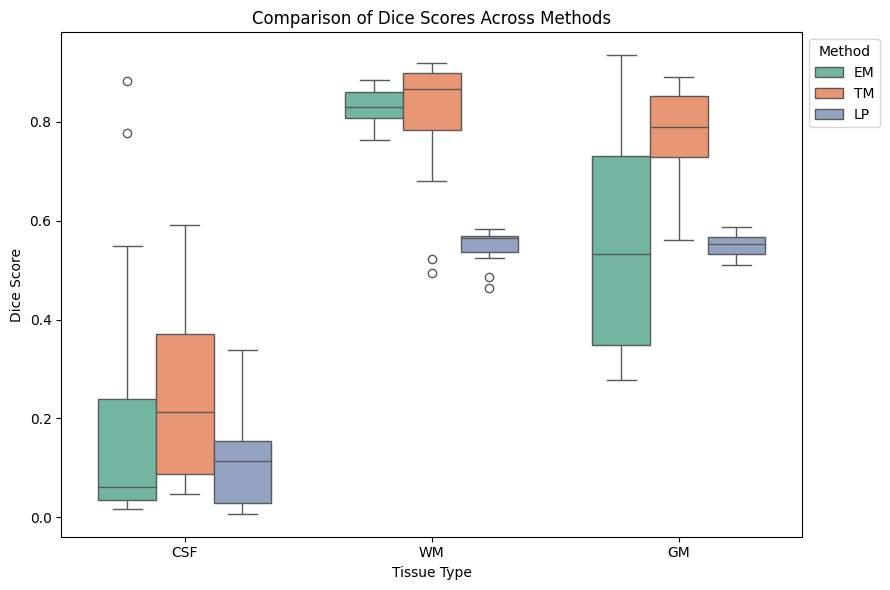 Comparison of Dice Scores Across Methods
Method
EM
TM
LP
Dice Score
0.8
0.6
0.4
0.2
0.0
CSF
WM
GM
Tissue Type